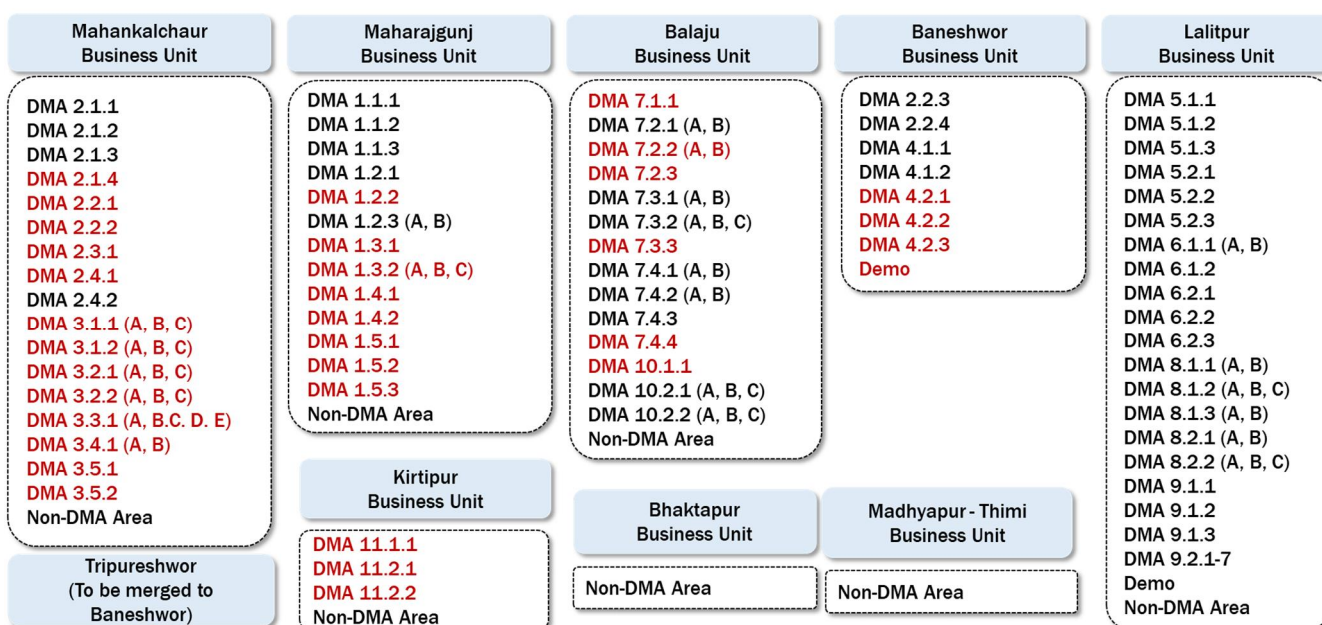 Mahankalchaur
Business Unit
DMA 2.1.1
DMA 2.1.2
DMA 2.1.3
DMA 2.1.4
DMA 2.2.1
DMA 2.2.2
DMA 2.3.1
DMA 2.4.1
DMA 2.4.2
DMA 3.1.1 (A, B, C)
DMA 3.1.2 (A, B, C)
DMA 3.2.1 (A, B, C)
DMA 3.2.2 (A, B, C)
DMA 3.3.1 (A, B.C. D. E)
DMA 3.4.1 (A, B)
DMA 3.5.1
DMA 3.5.2
Non-DMA Area
Tripureshwor
(To be merged to
Baneshwor)
Maharajgunj
Business Unit
DMA 1.1.1
DMA 1.1.2
DMA 1.1.3
DMA 1.2.1
DMA 1.2.2
DMA 1.2.3 (A, B)
DMA 1.3.1
DMA 1.3.2 (A, B, C)
DMA 1.4.1
DMA 1.4.2
DMA 1.5.1
DMA 1.5.2
DMA 1.5.3
Non-DMA Area
Kirtipur
Business Unit
DMA 11.1.1
DMA 11.2.1
DMA 11.2.2
Non-DMA Area
Balaju
Business Unit
DMA 7.1.1
DMA 7.2.1 (A, B)
DMA 7.2.2 (A, B)
DMA 7.2.3
DMA 7.3.1 (A, B)
DMA 7.3.2 (A, B, C)
DMA 7.3.3
DMA 7.4.1 (A, B)
DMA 7.4.2 (A, B)
DMA 7.4.3
DMA 7.4.4
DMA 10.1.1
DMA 10.2.1 (A, B, C)
DMA 10.2.2 (A, B, C)
Non-DMA Area
Bhaktapur
Business Unit
Non-DMA Area
Baneshwor
Business Unit
DMA 2.2.3
DMA 2.2.4
DMA 4.1.1
DMA 4.1.2
DMA 4.2.1
DMA 4.2.2
DMA 4.2.3
Demo
Madhyapur - Thimi
Business Unit
Non-DMA Area
Lalitpur
Business Unit
DMA 5.1.1
DMA 5.1.2
DMA 5.1.3
DMA 5.2.1
DMA 5.2.2
DMA 5.2.3
DMA 6.1.1 (A, B)
DMA 6.1.2
DMA 6.2.1
DMA 6.2.2
DMA 6.2.3
DMA 8.1.1 (A, B)
DMA 8.1.2 (A, B, C)
DMA 8.1.3 (A, B)
DMA 8.2.1 (A, B)
DMA 8.2.2 (A, B, C)
DMA 9.1.1
DMA 9.1.2
DMA 9.1.3
DMA 9.2.1-7
Demo
Non-DMA Area